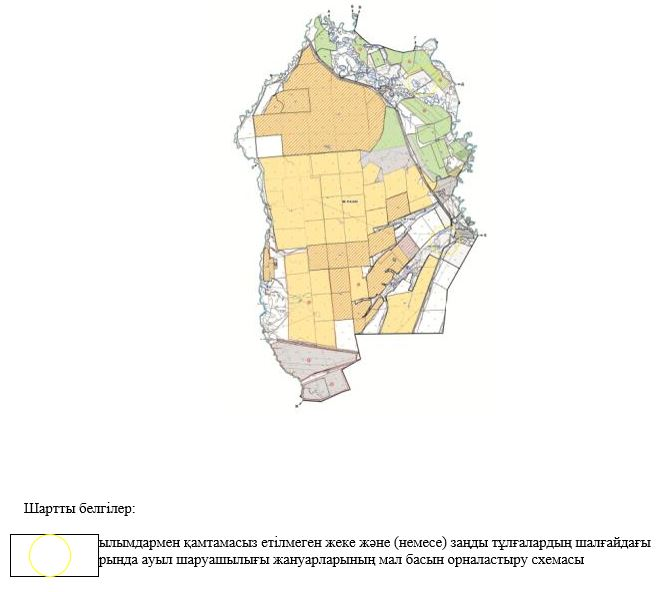 Шартты белгілер:
ылымдармен қамтамасыз етілмеген жеке және (немесе) заңды тұлғалардың шалғайдағы
рында ауыл шаруашылығы жануарларының мал басын орналастыру схемасы